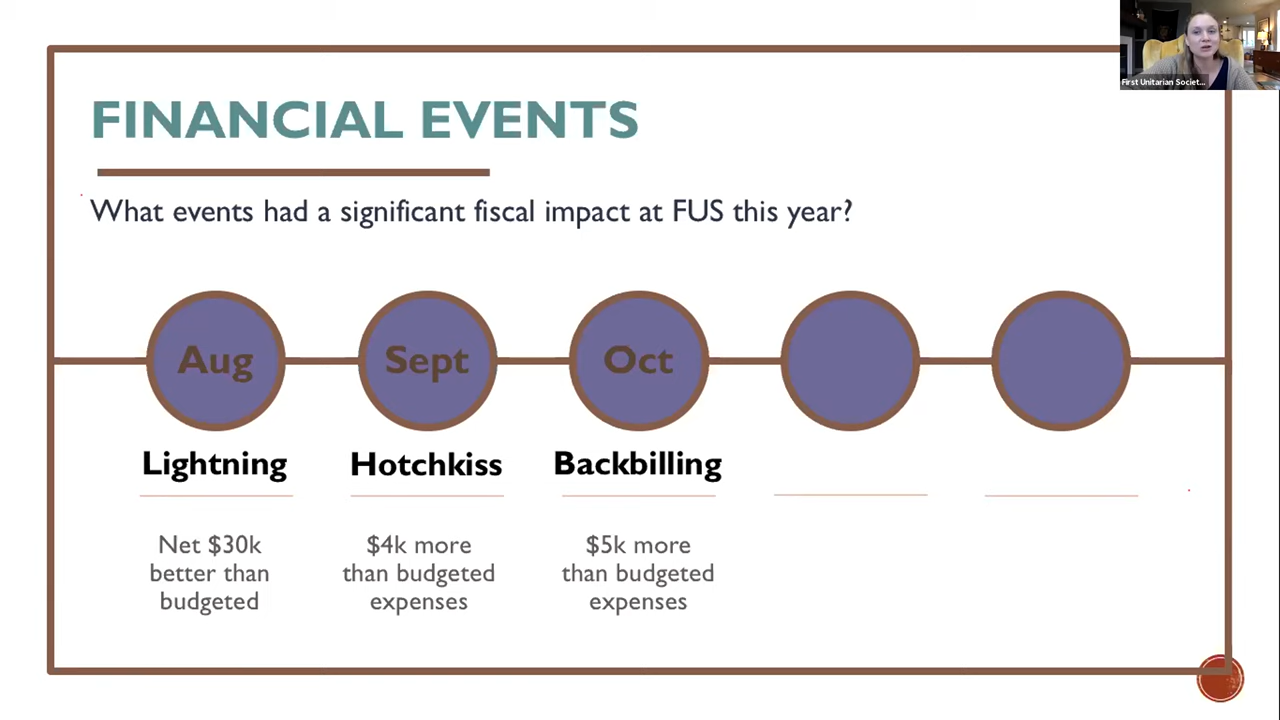 First Unitarian Societ...
FINANCIAL EVENTS
What events had a significant fiscal impact at FUS this year?
Aug
Sept
Oct
Lightning
Hotchkiss
Backbilling
Net $30k
better than
budgeted
$4k more
than budgeted
expenses
$5k more
than budgeted
expenses